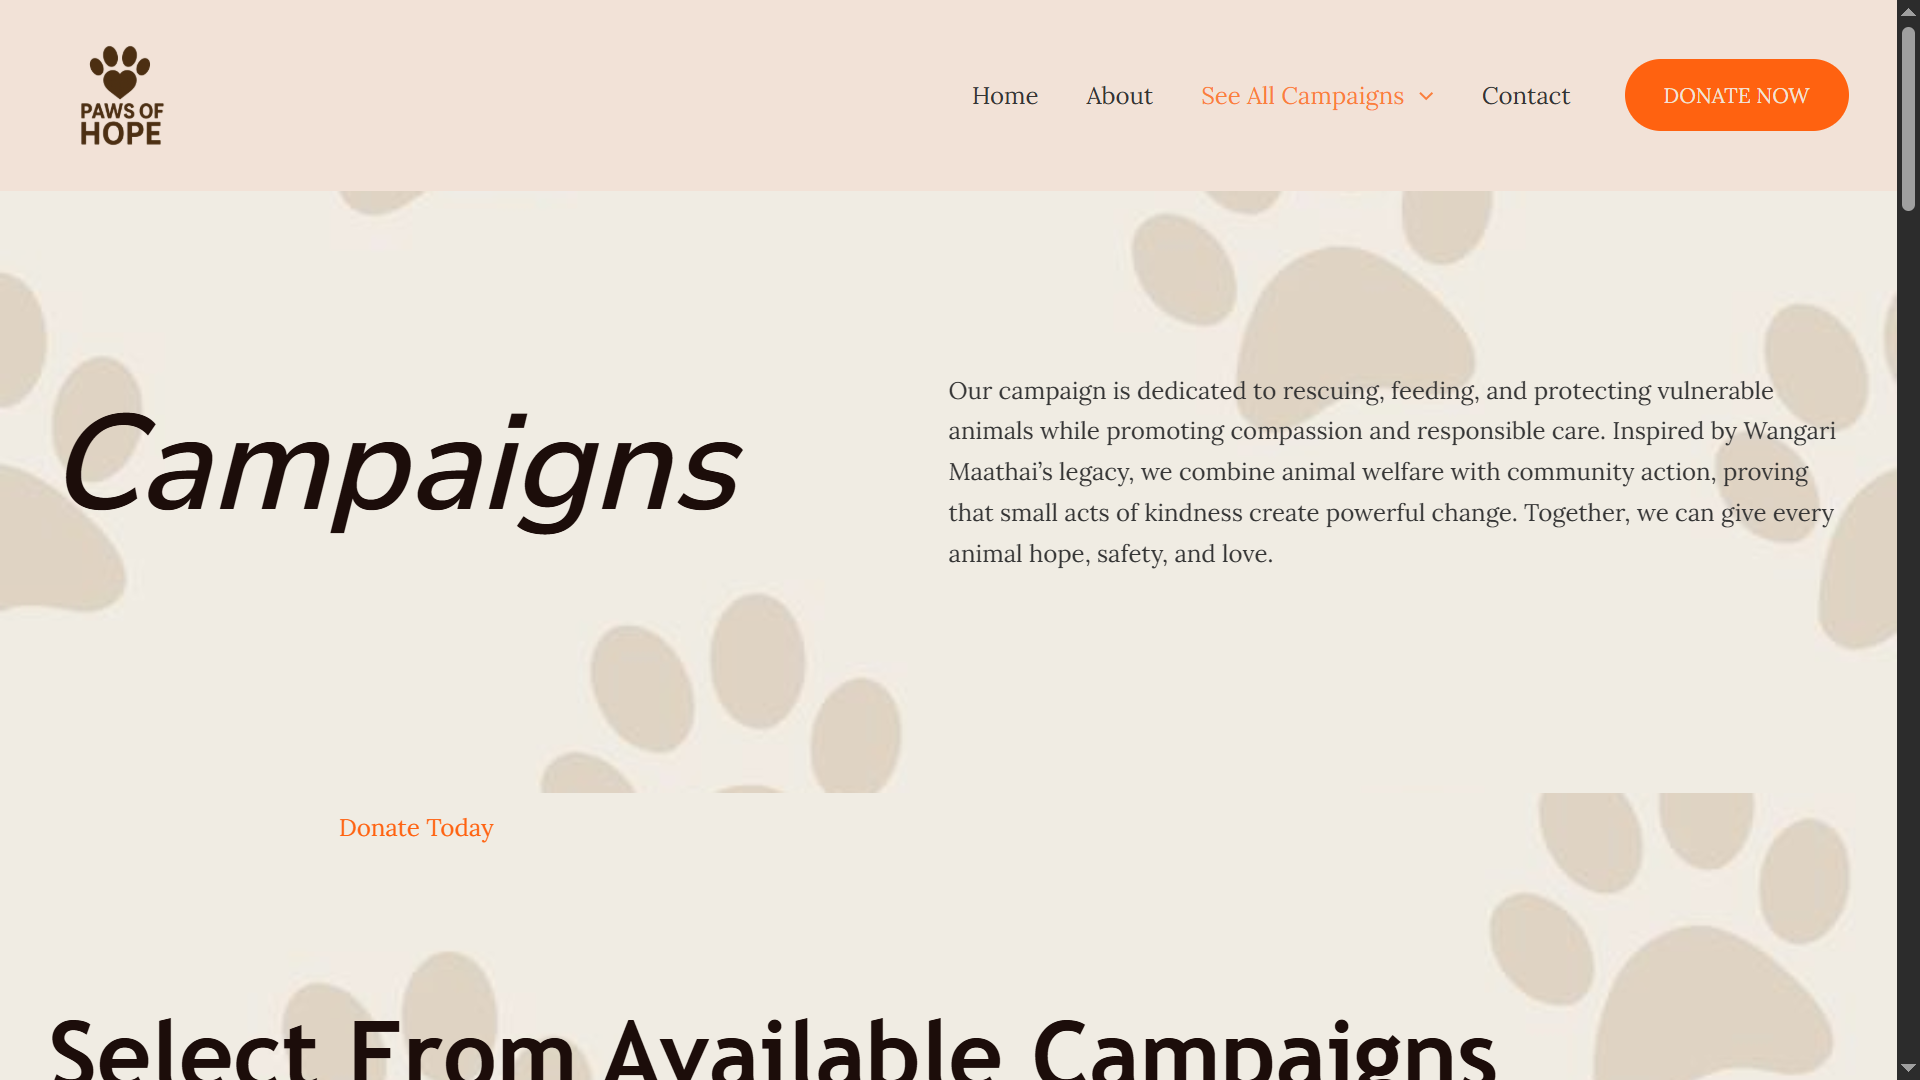 PAWS OF
HOPE
Home
About
See All Campaigns
Contact
DONATE NOW
Campaigns
Our campaign is dedicated to rescuing, feeding, and protecting vulnerable
animals while promoting compassion and responsible care. Inspired by Wangari
Maathai’s legacy, we combine animal welfare with community action, proving
that small acts of kindness create powerful change. Together, we can give every
animal hope, safety, and love.
Donate Today
Select From Available Campaigns